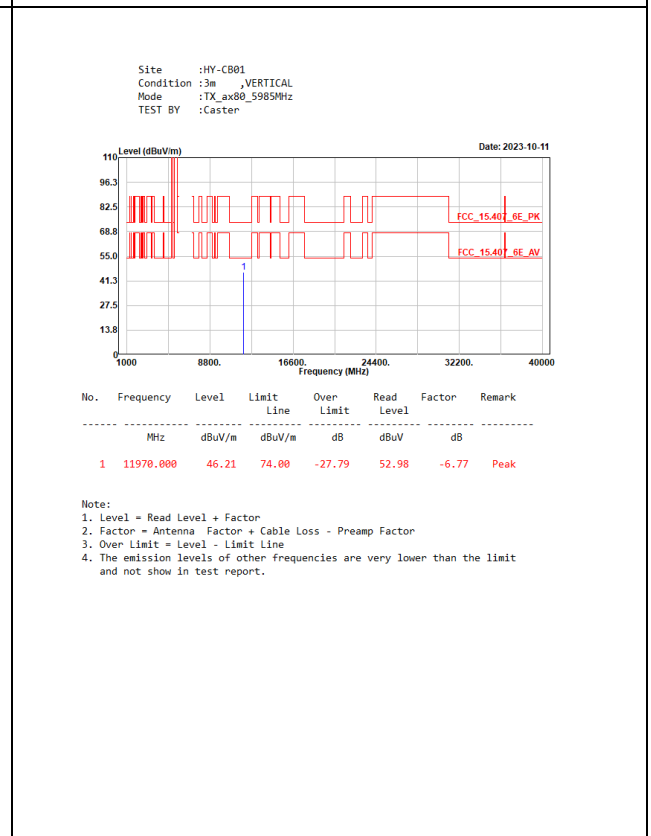 Site      :HY-CB01
Condition :3m    ,VERTICAL
Mode      :TX_ax80_5985MHz
TEST BY   :Caster
Level (dBuV/m)
Date: 2023-10-11
110
96.3
82.5
68.8
55.0
41.3
27.5
13.8
0
FCC_15.407_6E_PK
FCC_15.407_6E_AV
1
1000 8800. 16600. 24400. 32200. 40000
Frequency (MHz)
No. Frequency Level Limit Over Read Factor Remark
Line Limit Level
------ ----------- --------- --------- --------- --------- -------- ---------
MHz dBuV/m dBuV/m dB dBuV dB
1 11970.000 46.21 74.00 -27.79 52.98 -6.77 Peak
Note:
1. Level = Read Level + Factor
2. Factor = Antenna  Factor + Cable Loss - Preamp Factor
3. Over Limit = Level - Limit Line
4. The emission levels of other frequencies are very lower than the limit
and not show in test report.